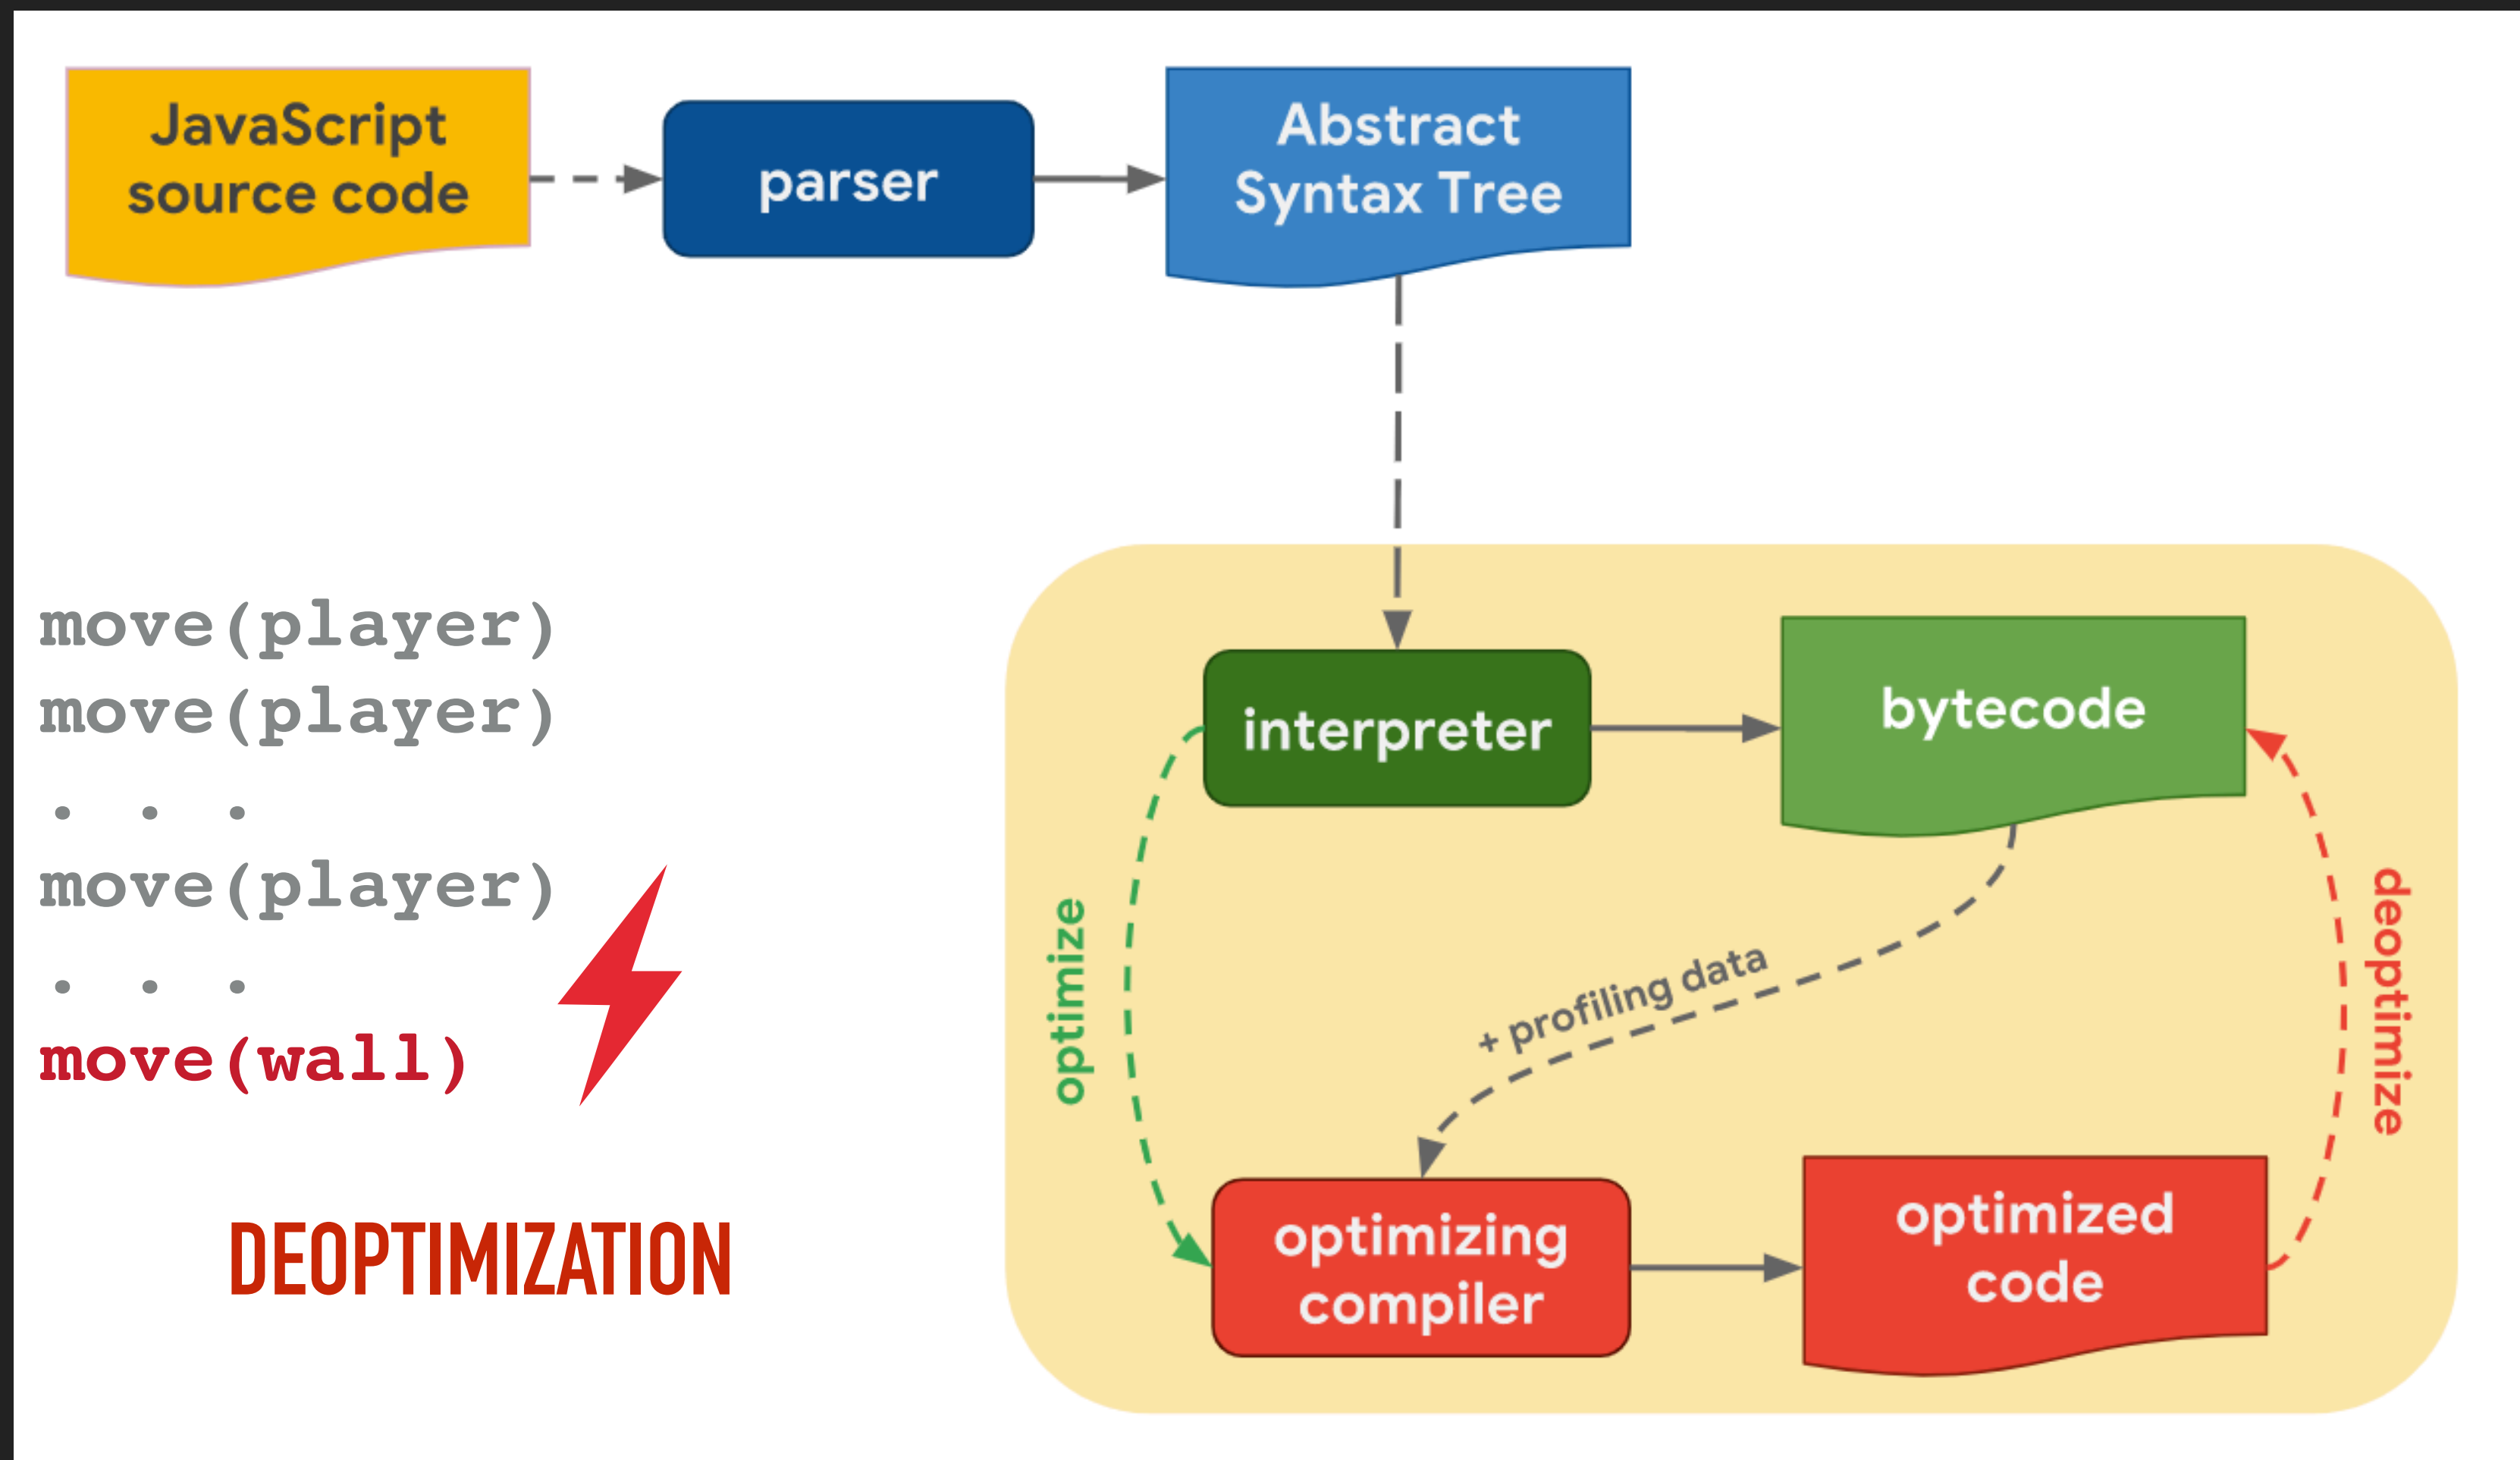 JavaScript
source code
parser
Abstract
Syntax Tree
move(player)
move(player)
. . .
move(player)
. . .
move(wall)
DEOPTIMIZATION
interpreter
bytecode
optimize
+ profiling data
deoptimize
optimizing
compiler
optimized
code